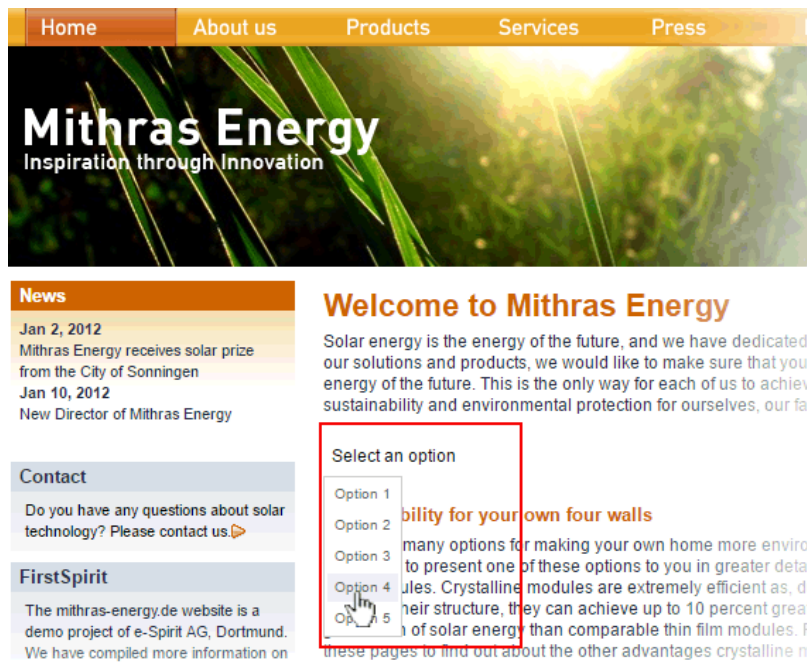 Home About us Products Services Press
Mithras Energy
Inspiration through Innovation
News
Jan 2, 2012
Mithras Energy receives solar prize
from the City of Sonningen
Jan 10, 2012
New Director of Mithras Energy
Contact
Do you have any questions about solar
technology? Please contact us.
FirstSpirit
The mithras-energy.de website is a
demo project of e-Spirit AG, Dortmund.
We have compiled more information on
Welcome to Mithras Energy
Solar energy is the energy of the future, and we have dedicated
our solutions and products, we would like to make sure that you
energy of the future. This is the only way for each of us to achiev
sustainability and environmental protection for ourselves, our fa
Select an option
Option 1
Option 2
Option 3
Option 4
Option 5
bility for your own four walls
many options for making your own home more enviro
to present one of these options to you in greater deta
ules. Crystalline modules are extremely efficient as, d
heir structure, they can achieve up to 10 percent grea
n of solar energy than comparable thin film modules.
these pages to find out about the other advantages crystalline